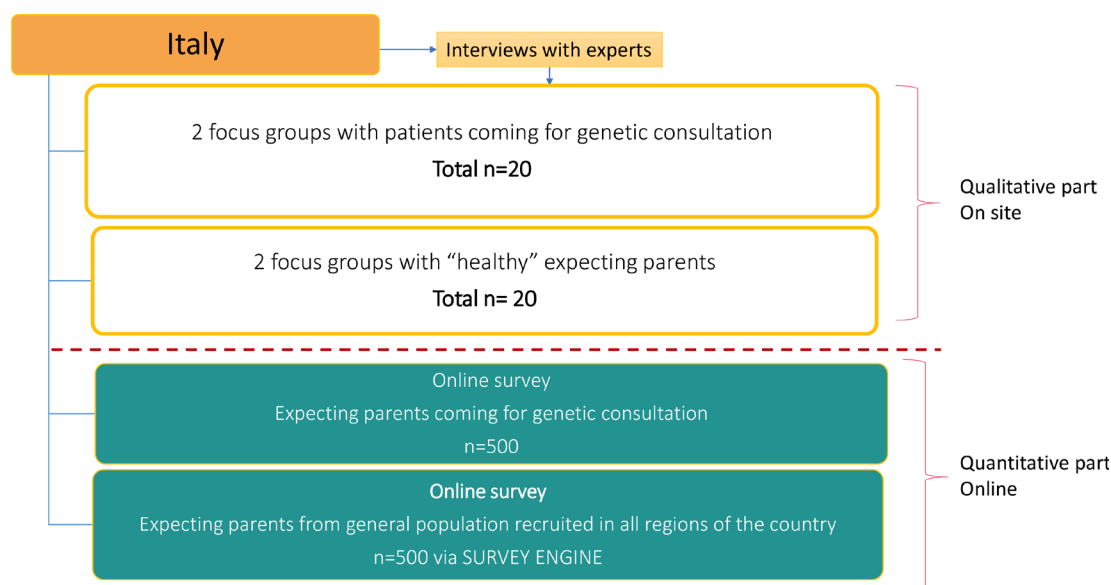 Italy
Interviews with experts
2 focus groups with patients coming for genetic consultation
Total n=20
Qualitative part
On site
2 focus groups with “healthy” expecting parents
Total n= 20
Online survey
Expecting parents coming for genetic consultation
n=500
Quantitative part
Online
Online survey
Expecting parents from general population recruited in all regions of the country
n=500 via SURVEY ENGINE